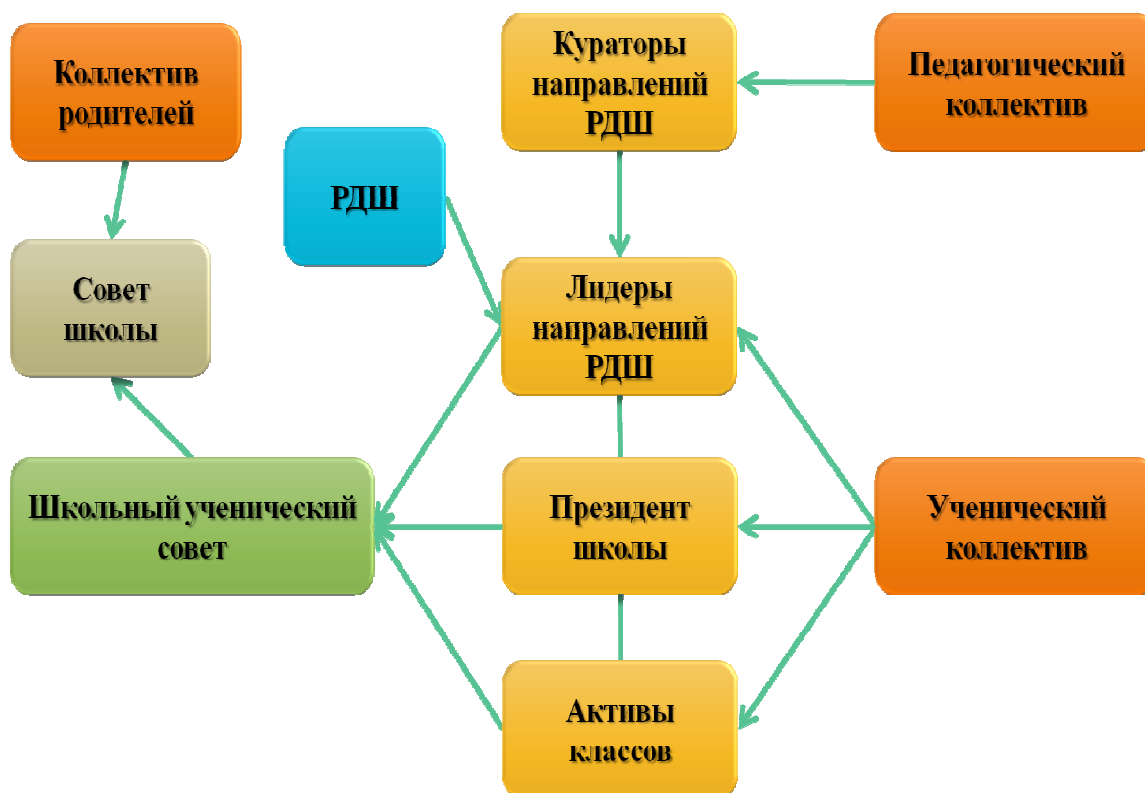 Коллектив
родителей
Кураторы
направлений
РДШ
Педагогический
коллектив
РДШ
Совет
школы
Лидеры
направлений
РДШ
Школьный ученический
совет
Президент
школы
Ученический
коллектив
Активы
классов